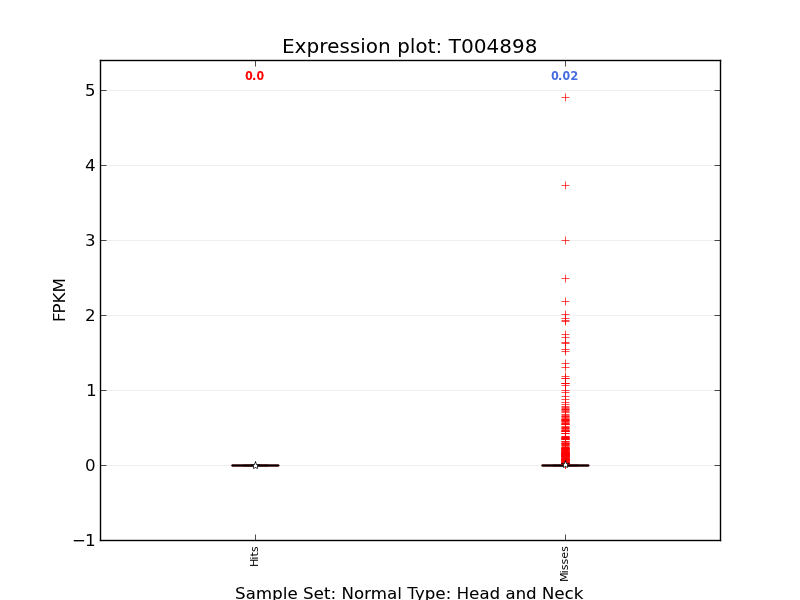 Expression plot: T004898
0.0 0.02
5
4
3
2
1
0
−1
FPKM
Hits
Misses
Sample Set: Normal Type: Head and Neck